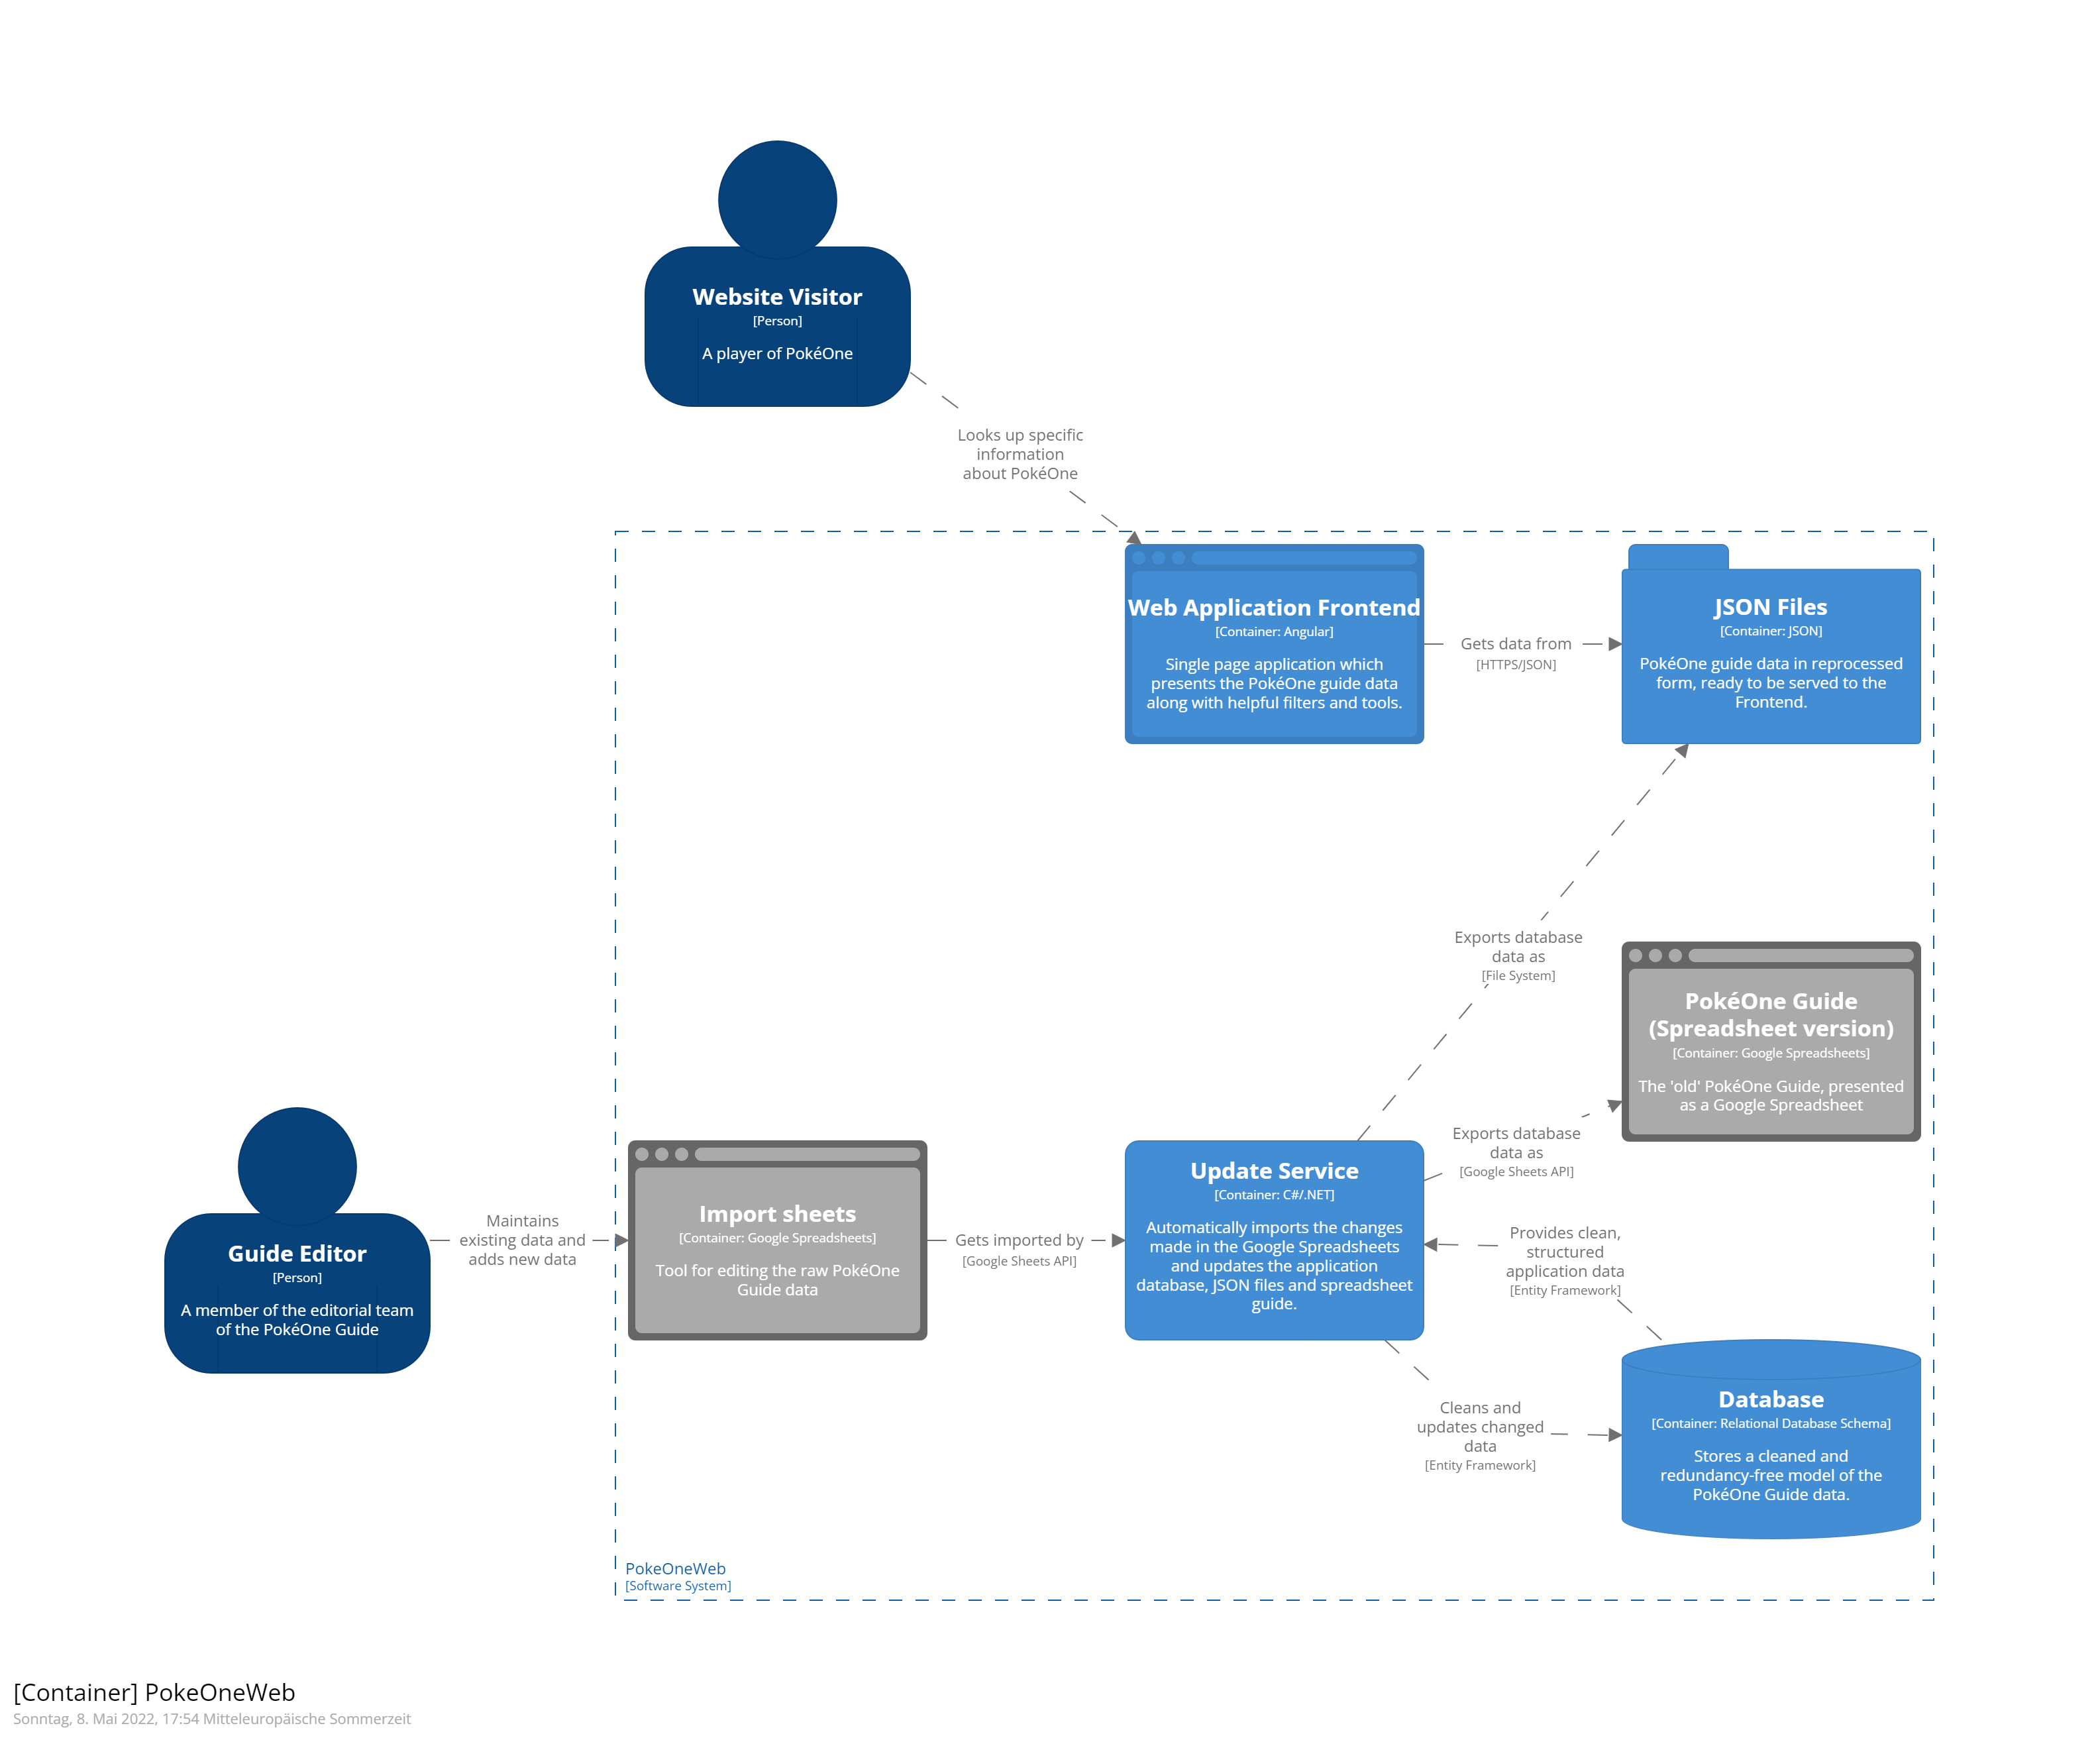 Website Visitor
[Person]
A player of PokéOne
Looks up specific
information
about PokéOne
Web Application Frontend
[Container: Angular]
Single page application which
presents the PokéOne guide data
along with helpful filters and tools.
Gets data from
[HTTPS/JSON]
JSON Files
[Container: JSON]
PokéOne guide data in reprocessed
form, ready to be served to the
Frontend.
Exports database
data as
[File System]
PokéOne Guide
(Spreadsheet version)
[Container: Google Spreadsheets]
The 'old' PokéOne Guide, presented
as a Google Spreadsheet
Guide Editor
[Person]
A member of the editorial team
of the PokéOne Guide
Maintains
existing data and
adds new data
Import sheets
[Container: Google Spreadsheets]
Tool for editing the raw PokéOne
Guide data
Gets imported by
[Google Sheets API]
Update Service
[Container: C#/.NET]
Automatically imports the changes
made in the Google Spreadsheets
and updates the application
database, JSON files and spreadsheet
guide.
Exports database
data as
[Google Sheets API]
Provides clean,
structured
application data
[Entity Framework]
Cleans and
updates changed
data
[Entity Framework]
Database
[Container: Relational Database Schema]
Stores a cleaned and
redundancy-free model of the
PokéOne Guide data.
PokeOneWeb
[Software System]
[Container] PokeOneWeb
Sonntag, 8. Mai 2022, 17:54 Mitteleuropäische Sommerzeit